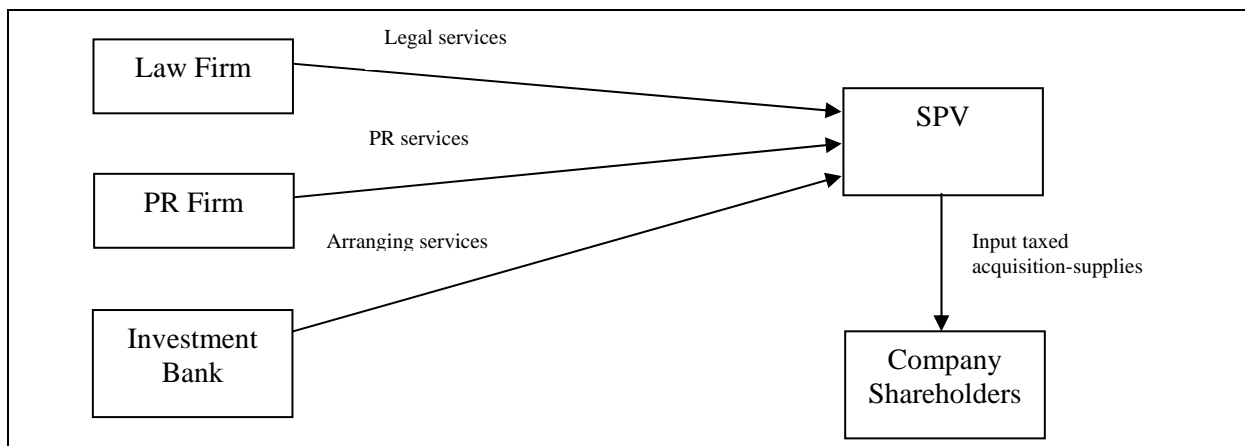 Legal services
Law Firm
SPV
PR services
PR Firm
Arranging services
Input taxed
acquisition-supplies
Investment
Bank
Company
Shareholders